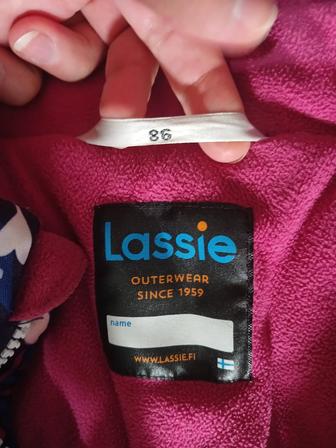 86
Lassie
OUTERWEAR
SINCE 1959
name
WWW.LASSIE.FI